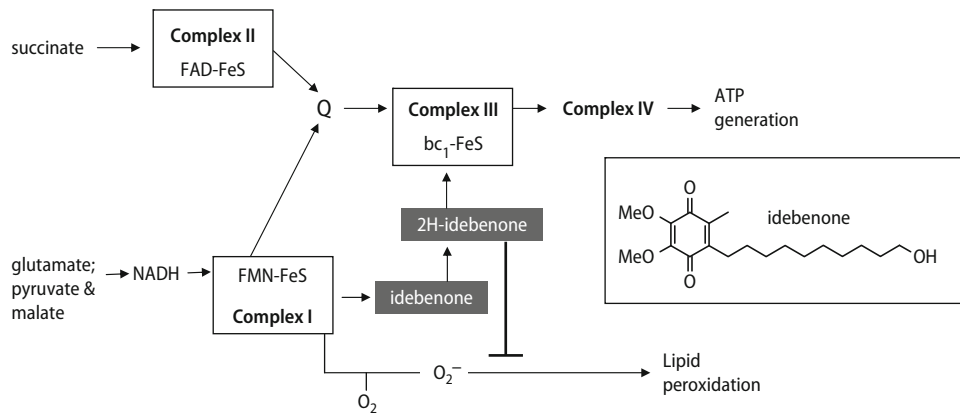 succinate
Complex II
FAD-FeS
Q
Complex III
bc₁-FeS
Complex IV
ATP
generation
2H-idebenone
idebenone
glutamate;
pyruvate &
malate
NADH
FMN-FeS
Complex I
O₂
O₂⁻
Lipid
peroxidation
O
MeO
MeO
O
idebenone
OH